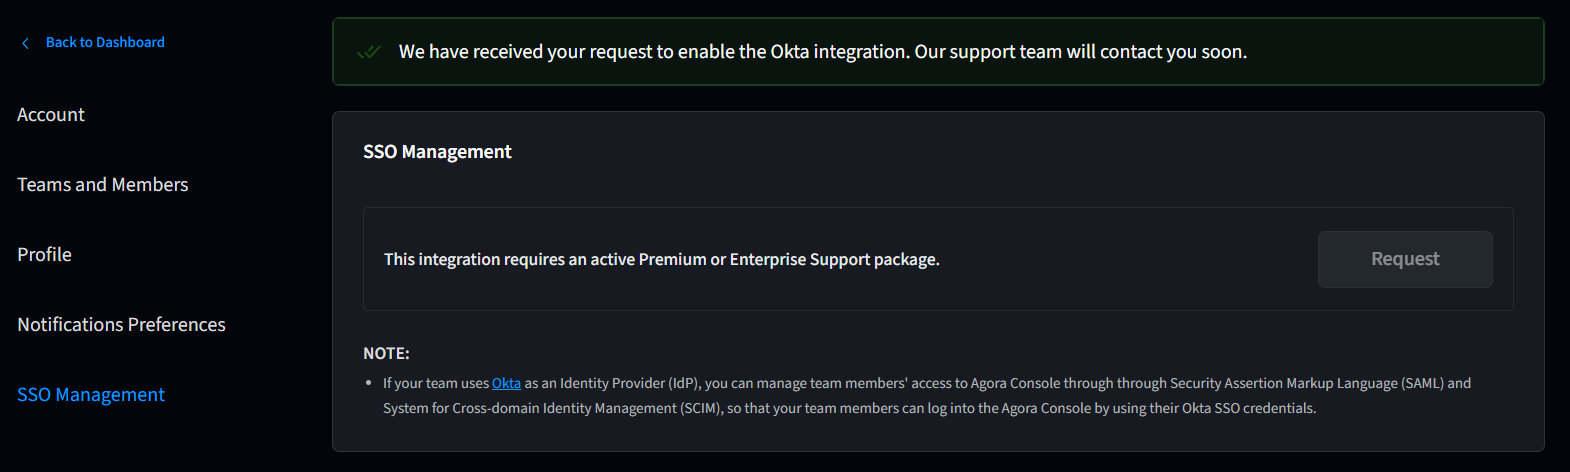 Back to Dashboard
Account
Teams and Members
Profile
Notifications Preferences
SSO Management
We have received your request to enable the Okta integration. Our support team will contact you soon.
SSO Management
This integration requires an active Premium or Enterprise Support package.
Request
NOTE:
If your team uses Okta as an Identity Provider (IdP), you can manage team members' access to Agora Console through through Security Assertion Markup Language (SAML) and
System for Cross-domain Identity Management (SCIM), so that your team members can log into the Agora Console by using their Okta SSO credentials.